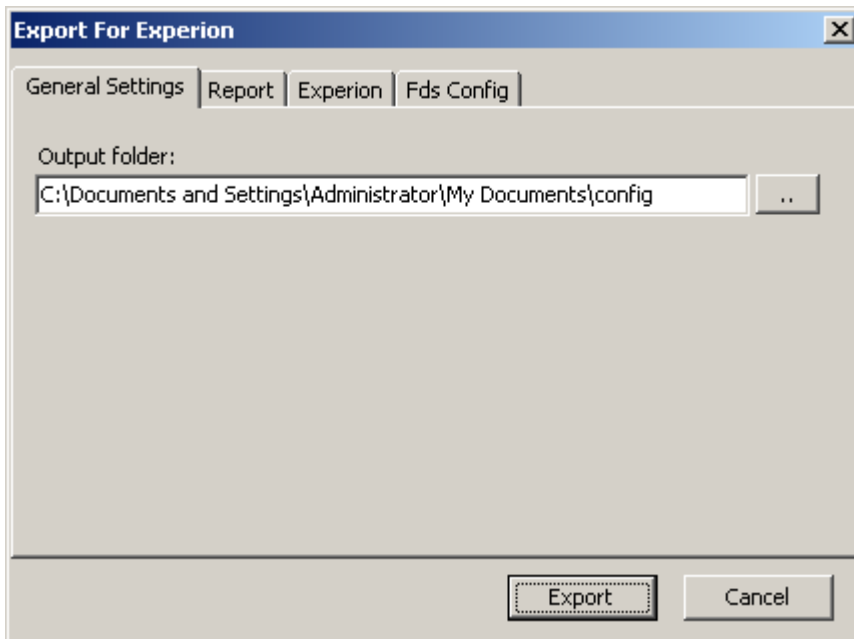 Export For Experion
General Settings Report Experion Fds Config
Output folder:
C:\Documents and Settings\Administrator\My Documents\config ..
Export Cancel